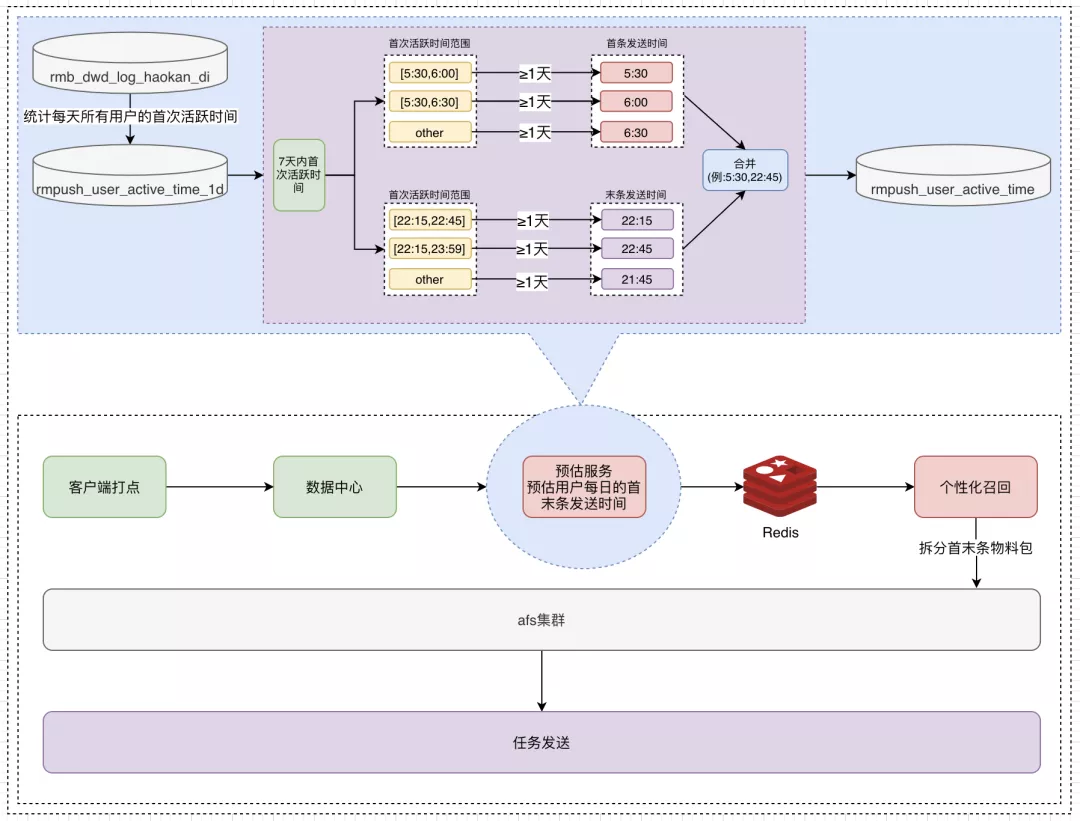 rmb_dwd_log_haokan_di
统计每天所有用户的首次活跃时间
rmpush_user_active_time_1d
7天内首
次活跃时
间
首次活跃时间范围
首条发送时间
[5:30,6:00]
≥1天
5:30
[5:30,6:30]
≥1天
6:00
other
≥1天
6:30
首次活跃时间范围
末条发送时间
[22:15,22:45]
≥1天
22:15
[22:15,23:59]
≥1天
22:45
other
≥1天
21:45
合并
(例:5:30,22:45)
rmpush_user_active_time
客户端打点
数据中心
预估服务
预估用户每日的首
末条发送时间
Redis
个性化召回
拆分首末条物料包
afs集群
任务发送